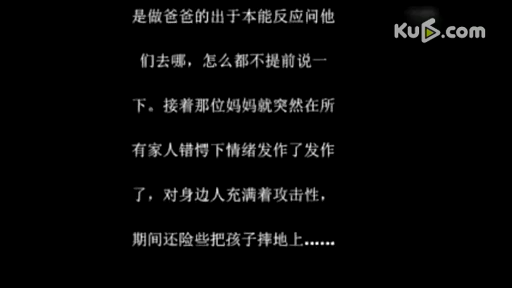 Ku6.com
是做爸爸的出于本能反应问他
们去哪，怎么都不提前说一
下。接着那位妈妈就突然在所
有家人错愕下情绪发作了发作
了，对身边人充满着攻击性，
期间还险些把孩子摔地上……